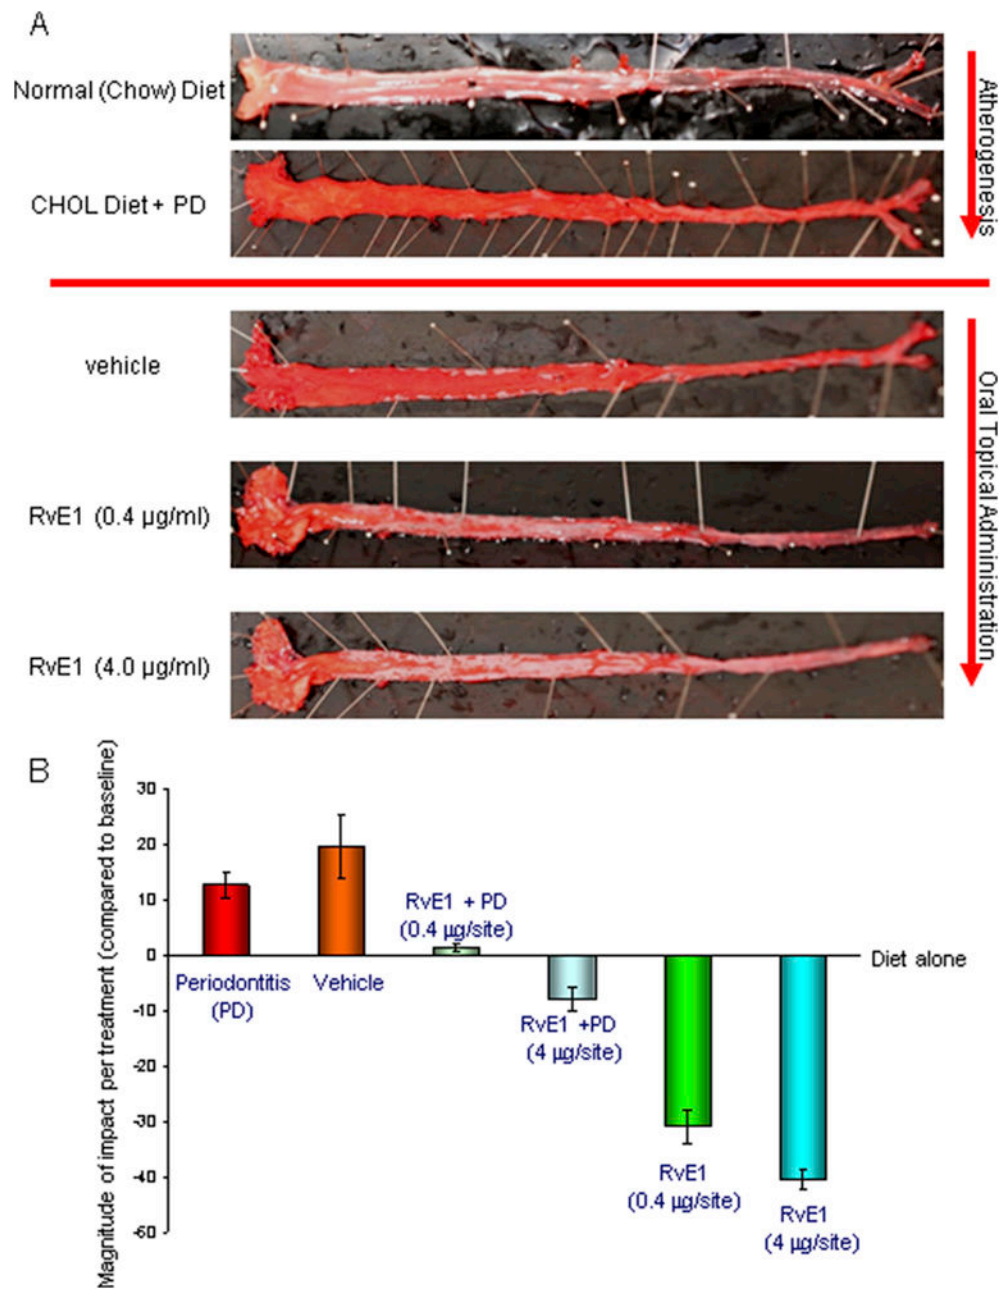 A
Normal (Chow) Diet
CHOL Diet + PD
Atherogenesis
vehicle
RvE1 (0.4 µg/ml)
RvE1 (4.0 µg/ml)
Oral Topical Administration
B
Magnitude of impact per treatment (compared to baseline)
30
20
10
0
-10
-20
-30
-40
-50
Periodontitis
(PD)
Vehicle
RvE1 + PD
(0.4 µg/site)
RvE1 +PD
(4 µg/site)
RvE1
(0.4 µg/site)
RvE1
(4 µg/site)
Diet alone